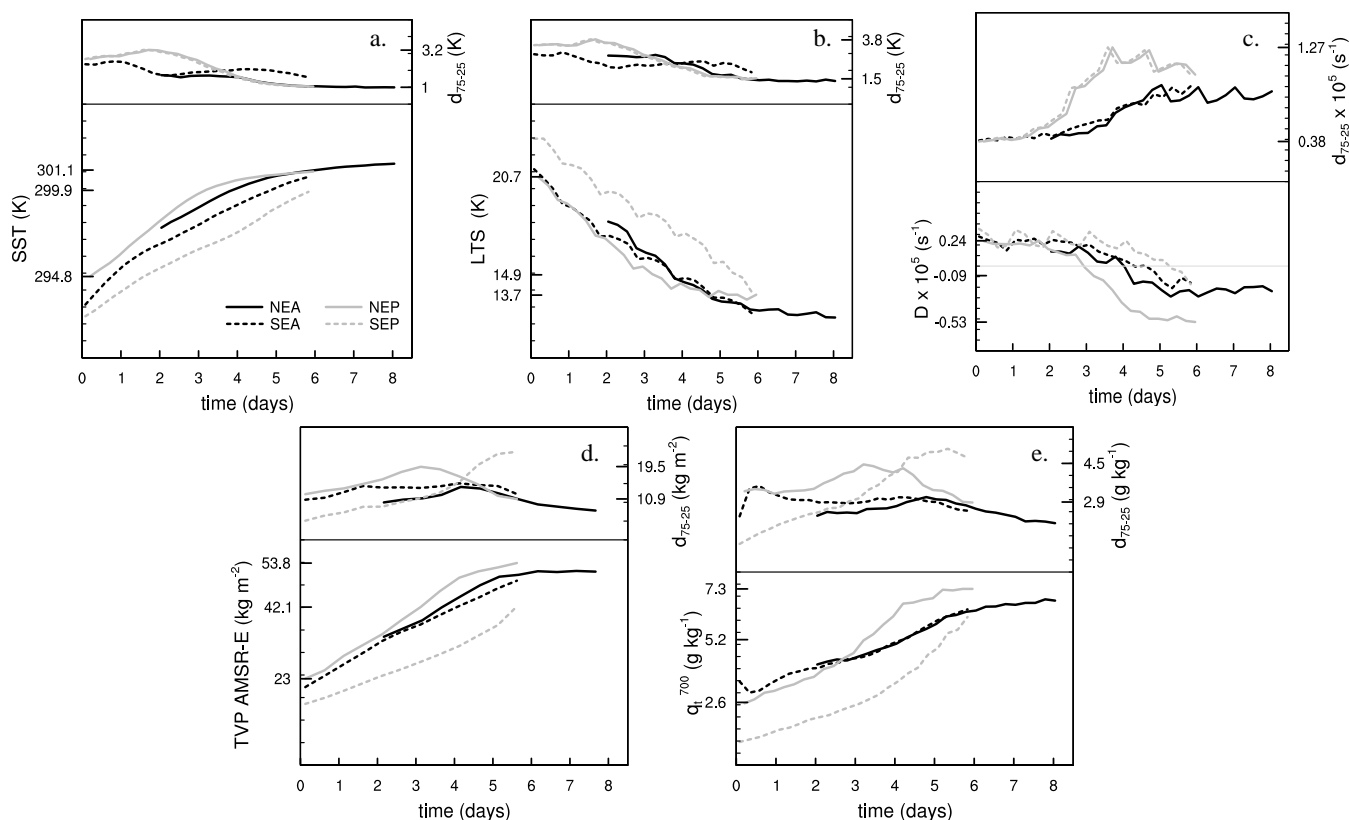 a.
3.2
1
d75-25 (K)
301.1
299.9
294.8
SST (K)
NEA
NEP
SEA
SEP
0 1 2 3 4 5 6 7 8
time (days)
b.
3.8
1.5
d75-25 (K)
20.7
14.9
13.7
LTS (K)
0 1 2 3 4 5 6 7 8
time (days)
c.
1.27
0.38
d75-25 x 10^5 (s^-1)
0.24
-0.09
-0.53
D x 10^5 (s^-1)
0 1 2 3 4 5 6 7 8
time (days)
d.
19.5
10.9
d75-25 (kg m^-2)
53.8
42.1
23
TVP AMSR-E (kg m^-2)
0 1 2 3 4 5 6 7 8
time (days)
e.
4.5
2.9
d75-25 (g kg^-1)
7.3
5.2
2.6
qt^700 (g kg^-1)
0 1 2 3 4 5 6 7 8
time (days)